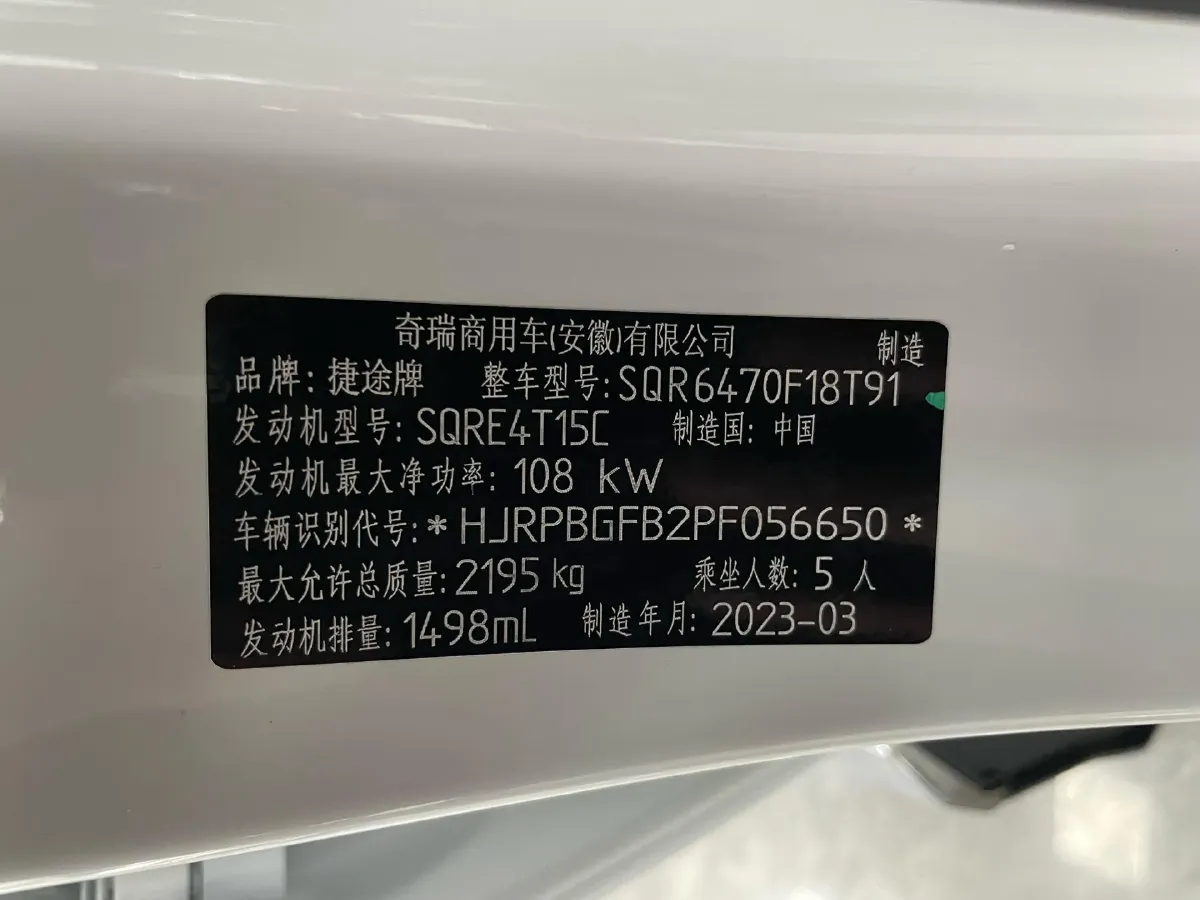 奇瑞商用车(安徽)有限公司 制造
品牌: 捷途牌 整车型号: SQR6470F18T91
发动机型号: SQRE4T15C 制造国: 中国
发动机最大净功率: 108 kW
车辆识别代号: *HJRPBGFB2PF056650*
最大允许总质量: 2195 kg 乘坐人数: 5 人
发动机排量: 1498mL 制造年月: 2023-03